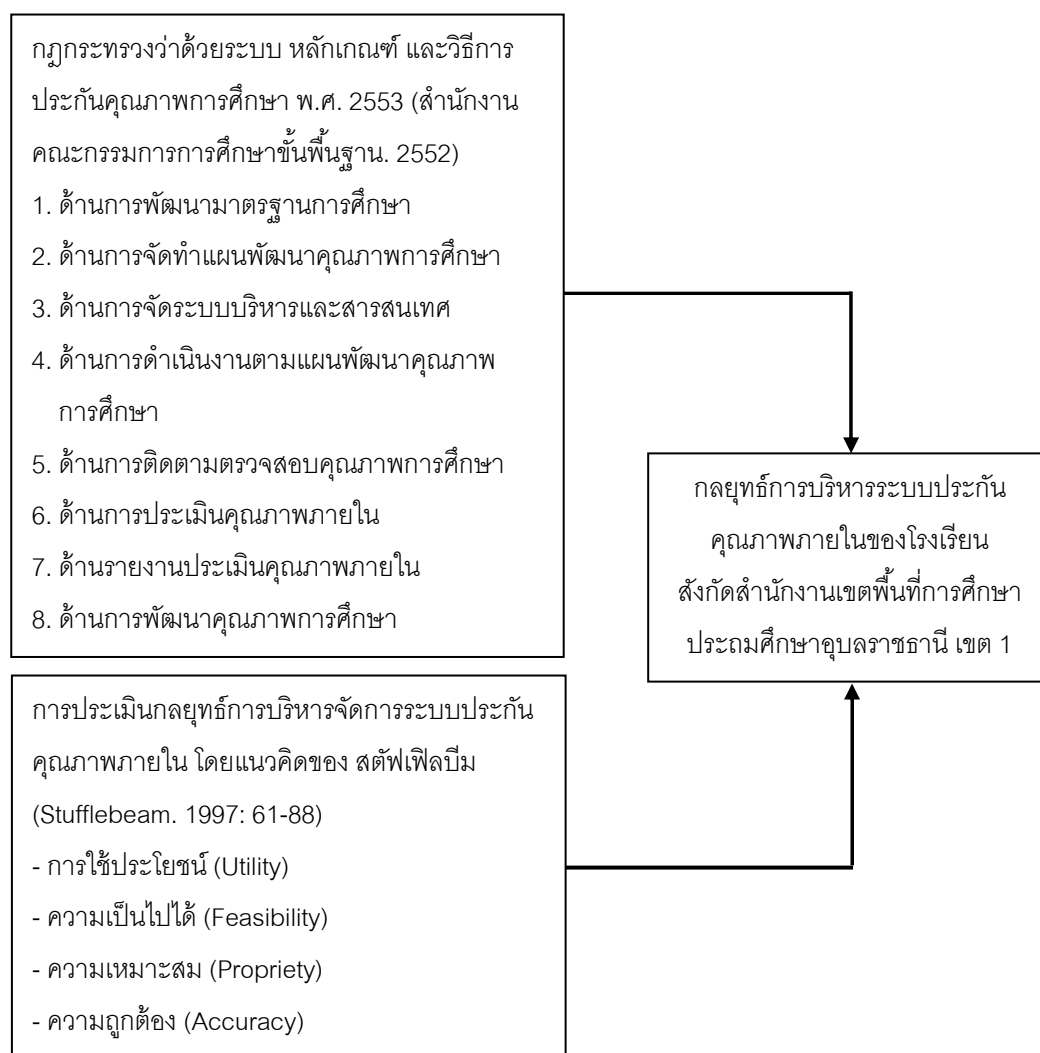 กฎกระทรวงว่าด้วยระบบ หลักเกณฑ์ และวิธีการ
ประกันคุณภาพการศึกษา พ.ศ. 2553 (สำนักงาน
คณะกรรมการการศึกษาขั้นพื้นฐาน. 2552)
1. ด้านการพัฒนามาตรฐานการศึกษา
2. ด้านการจัดทำแผนพัฒนาคุณภาพการศึกษา
3. ด้านการจัดระบบบริหารและสารสนเทศ
4. ด้านการดำเนินงานตามแผนพัฒนาคุณภาพ
การศึกษา
5. ด้านการติดตามตรวจสอบคุณภาพการศึกษา
6. ด้านการประเมินคุณภาพภายใน
7. ด้านรายงานประเมินคุณภาพภายใน
8. ด้านการพัฒนาคุณภาพการศึกษา
การประเมินกลยุทธ์การบริหารจัดการระบบประกัน
คุณภาพภายใน โดยแนวคิดของ สตัฟเฟิลบีม
(Stufflebeam. 1997: 61-88)
- การใช้ประโยชน์ (Utility)
- ความเป็นไปได้ (Feasibility)
- ความเหมาะสม (Propriety)
- ความถูกต้อง (Accuracy)
กลยุทธ์การบริหารระบบประกัน
คุณภาพภายในของโรงเรียน
สังกัดสำนักงานเขตพื้นที่การศึกษา
ประถมศึกษาอุบลราชธานี เขต 1